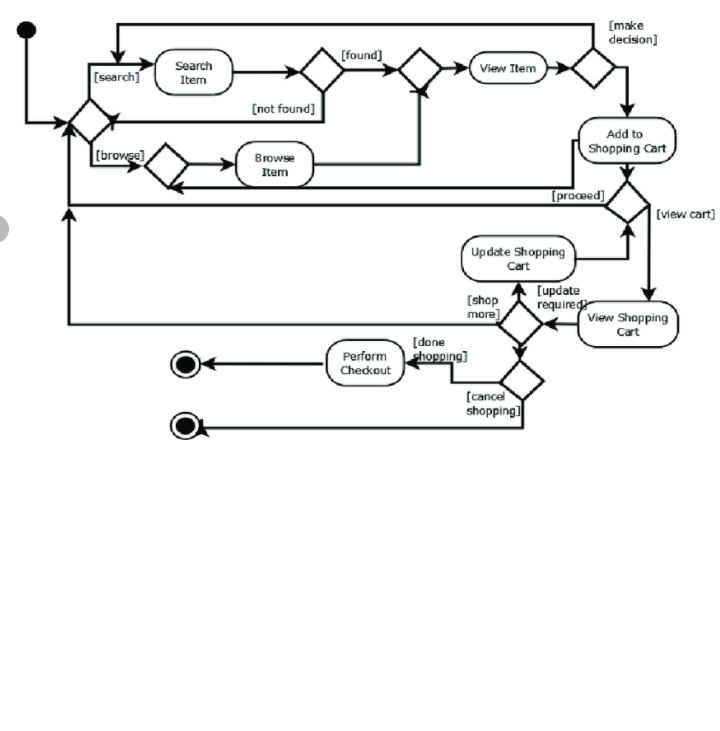 [make
decision]
[search]
Search
Item
[found]
View Item
[not found]
Add to
Shopping Cart
[browse]
Browse
Item
[proceed]
[view cart]
Update Shopping
Cart
[shop
more]
[update
required]
View Shopping
Cart
[done
shopping]
Perform
Checkout
[cancel
shopping]